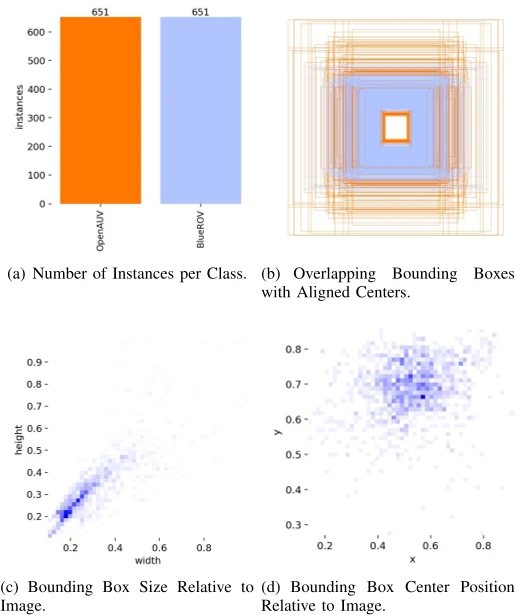 651 651
600
500
400
300
200
100
0
instances
OpenAUV
BlueROV
(a) Number of Instances per Class.
(b) Overlapping Bounding Boxes
with Aligned Centers.
0.9
0.8
0.7
0.6
0.5
0.4
0.3
0.2
height
0.2 0.4 0.6 0.8
width
0.8
0.7
0.6
0.5
0.4
0.3
y
0.2 0.4 0.6 0.8
x
(c) Bounding Box Size Relative to
Image.
(d) Bounding Box Center Position
Relative to Image.